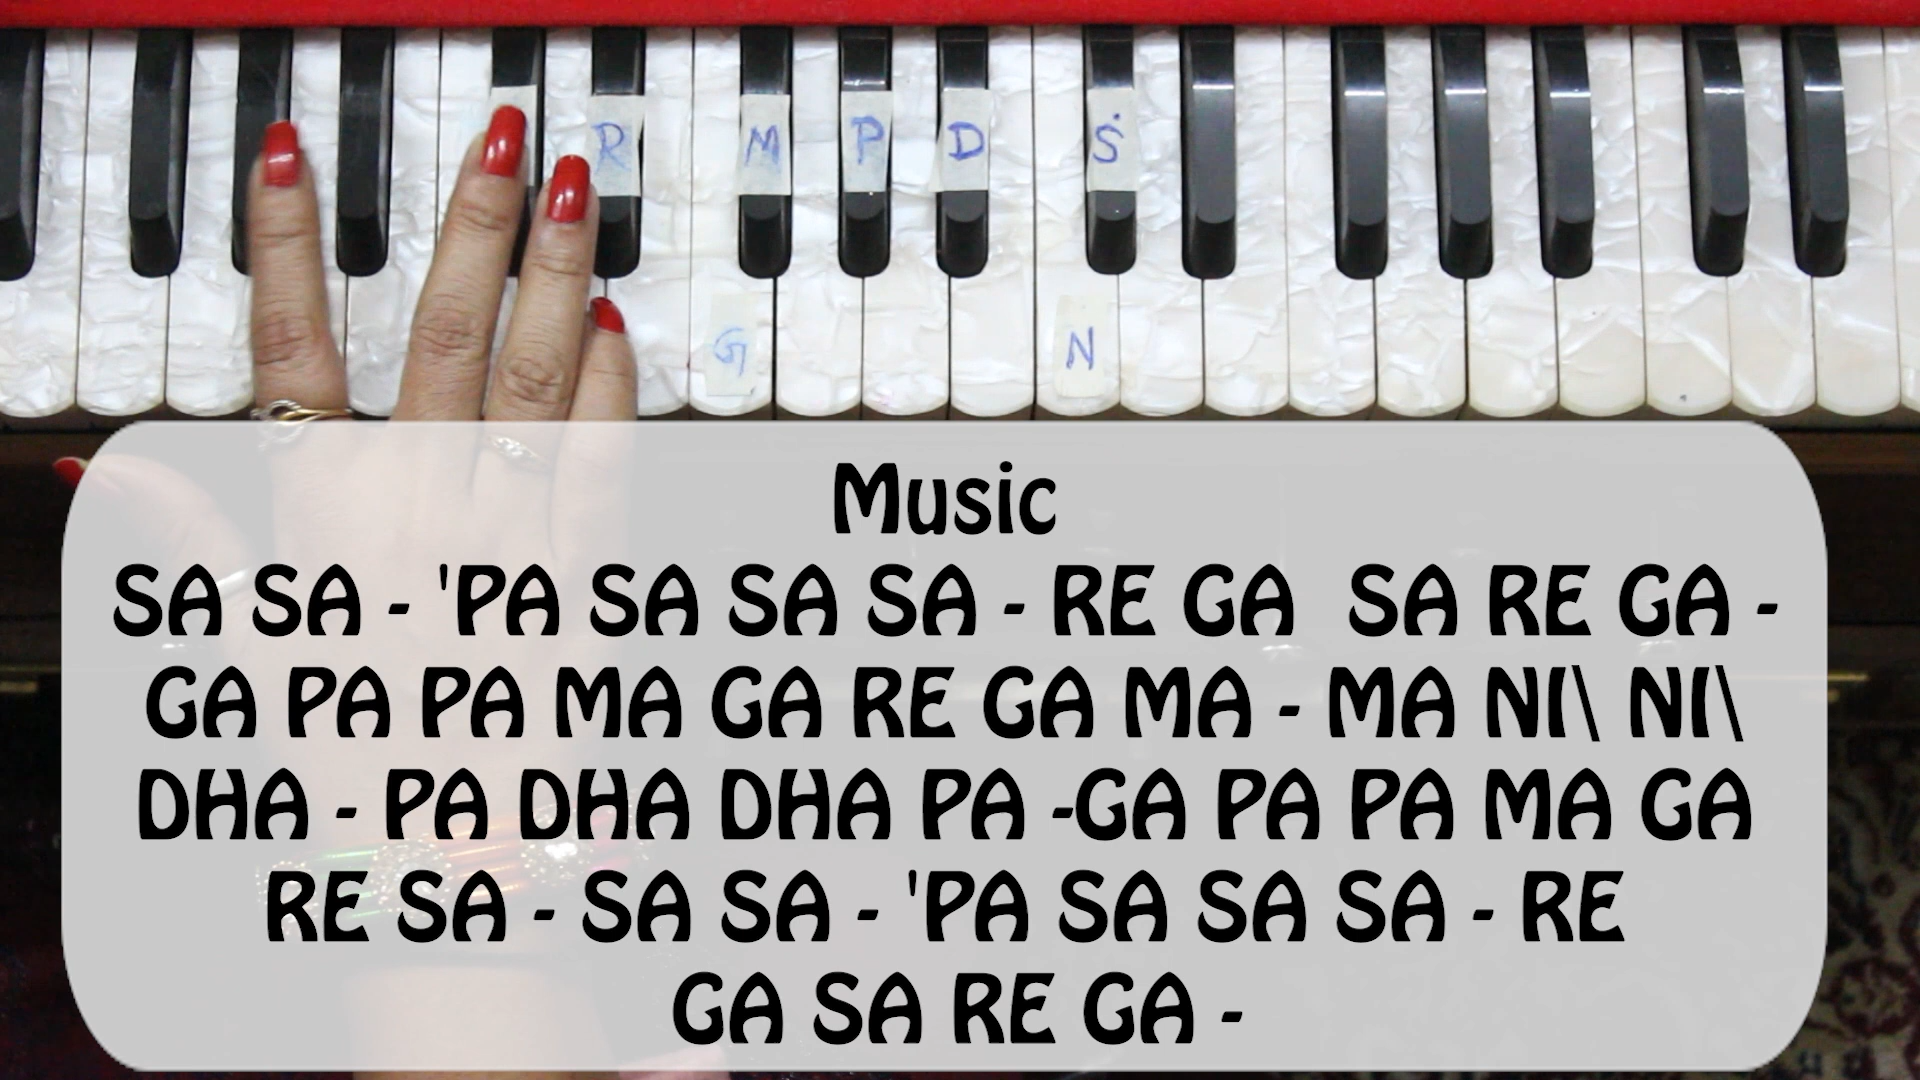 R M P D Ṡ
G N
Music
SA SA - 'PA SA SA SA - RE GA SA RE GA -
GA PA PA MA GA RE GA MA - MA NI\ NI\
DHA - PA DHA DHA PA -GA PA PA MA GA
RE SA - SA SA - 'PA SA SA SA - RE
GA SA RE GA -